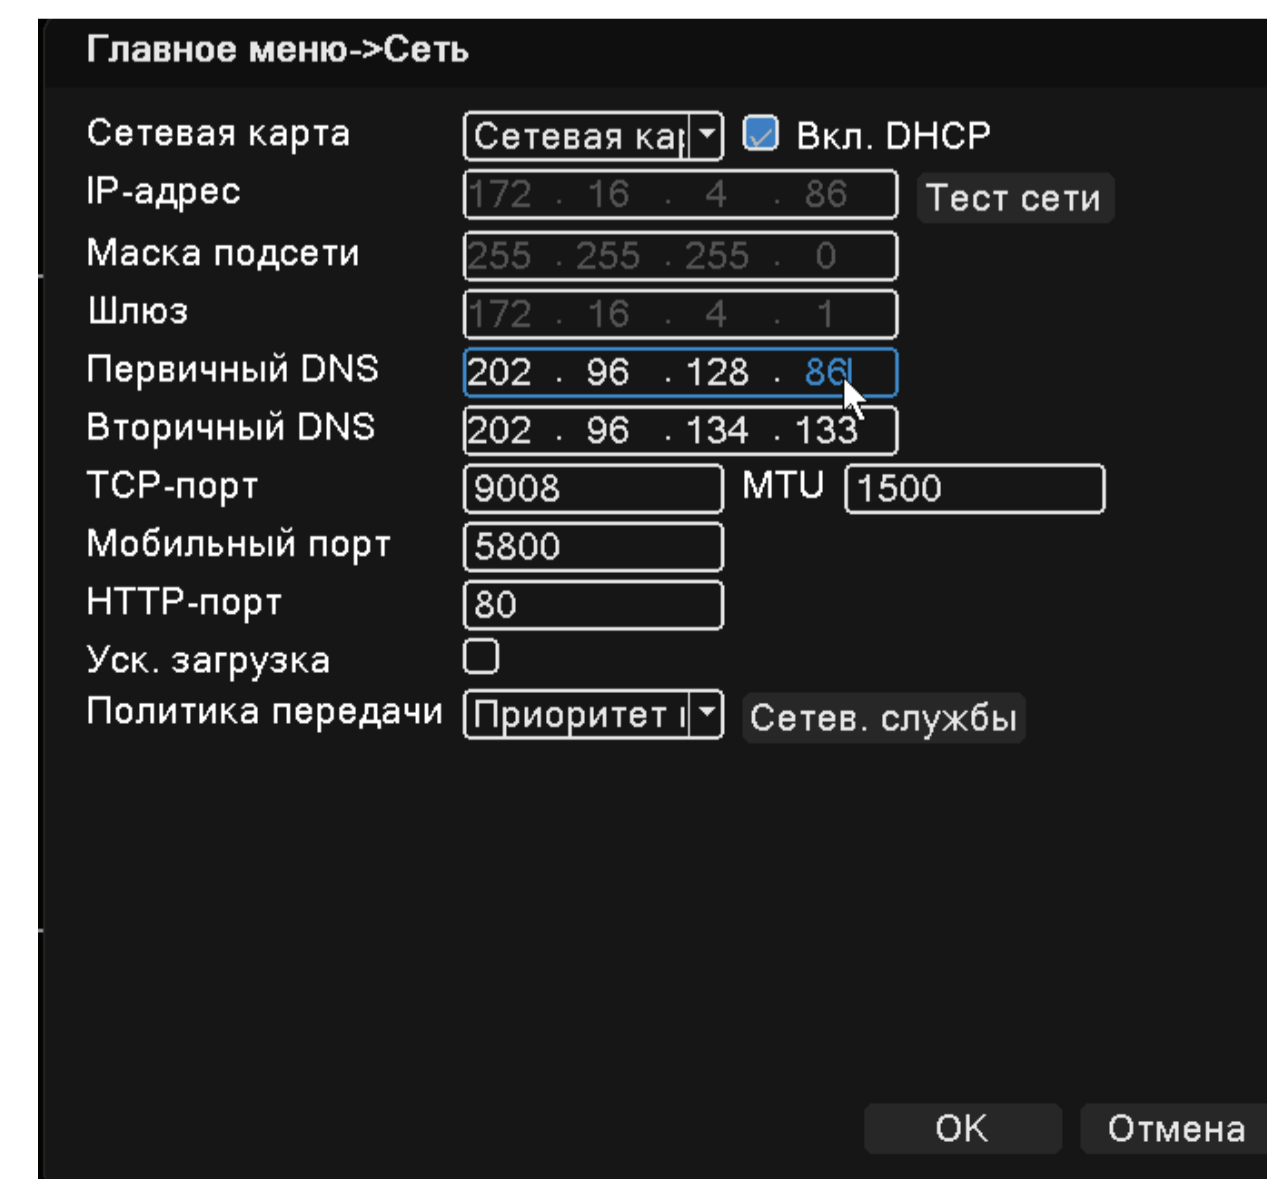 Главное меню->Сеть
Сетевая карта Сетевая Вкл. DHCP
IP-адрес 172 . 16 . 4 . 86 Тест сети
Маска подсети 255 . 255 . 255 . 0
Шлюз 172 . 16 . 4 . 1
Первичный DNS 202 . 96 . 128 . 86
Вторичный DNS 202 . 96 . 134 . 133
TCP-порт 9008 MTU 1500
Мобильный порт 5800
HTTP-порт 80
Уск. загрузка
Политика передачи Приоритет Сетев. службы
OK Отмена